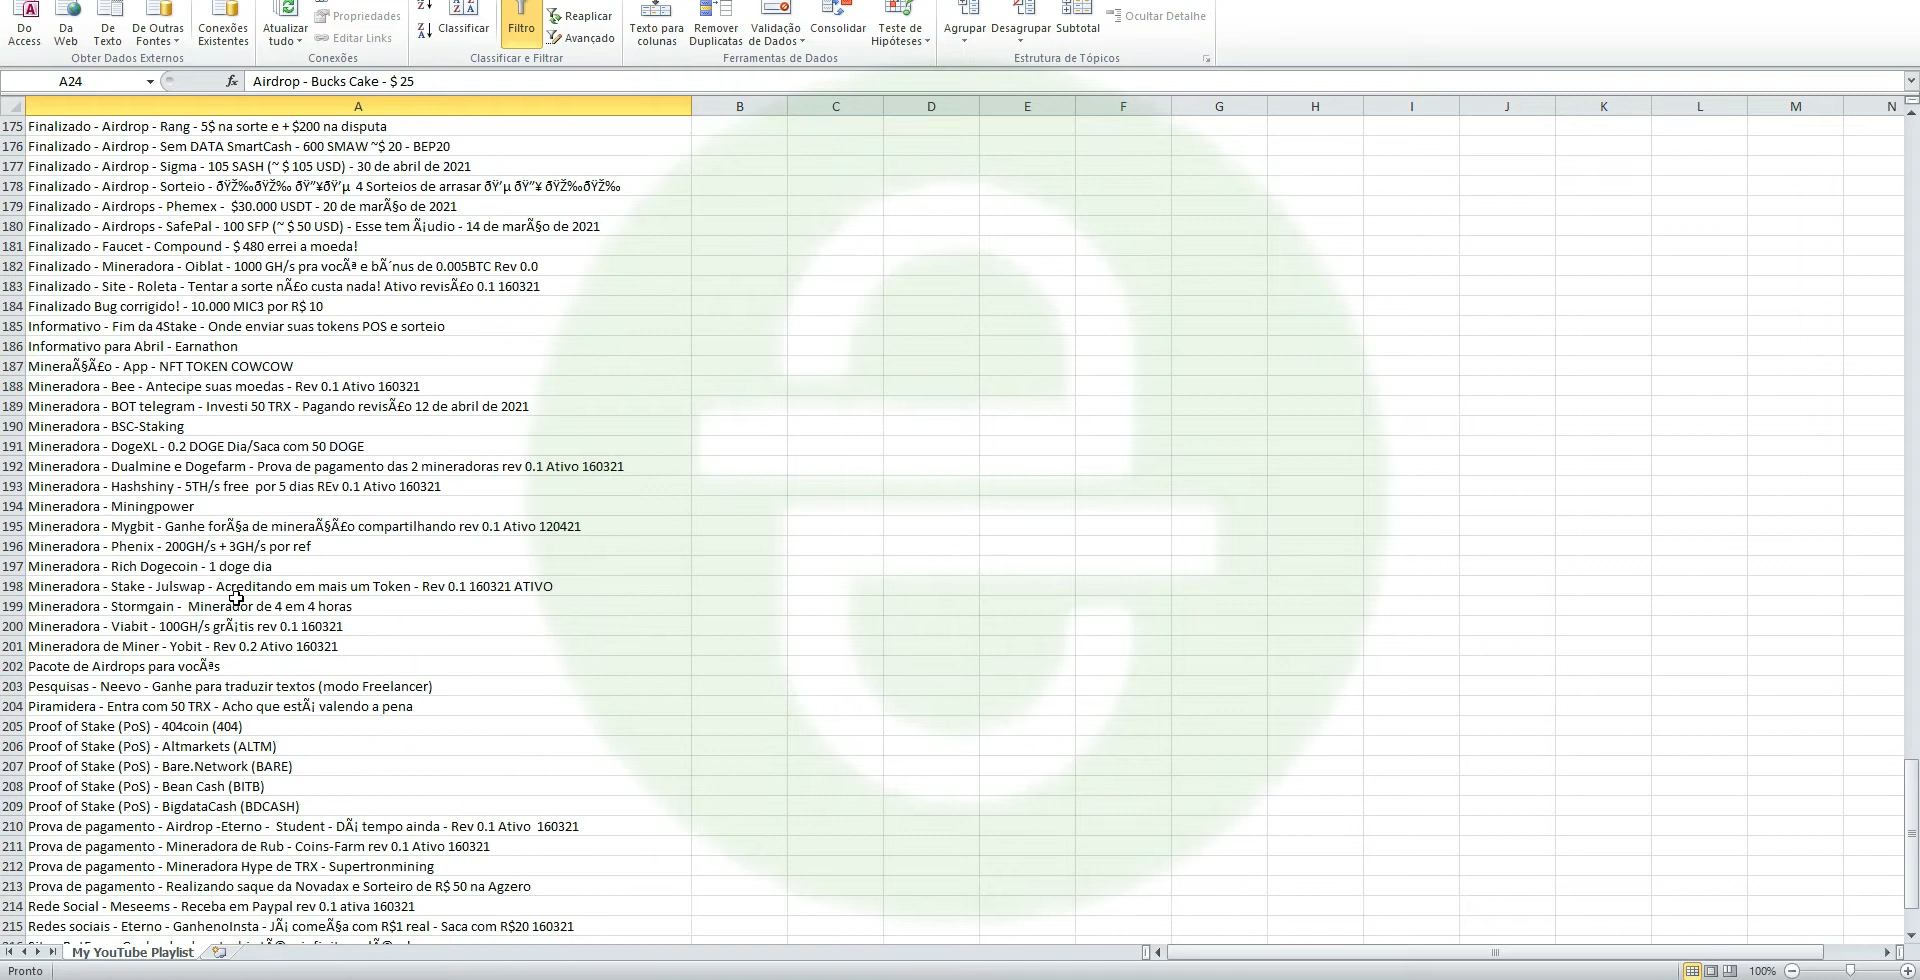 Do Access
Da Web
De Texto
De Outras Fontes
Conexões Existentes
Atualizar tudo
Propriedades
Editar Links
Classificar
Filtro
Reaplicar
Avançado
Texto para colunas
Remover Duplicatas
Validação de Dados
Consolidar
Teste de Hipóteses
Agrupar
Desagrupar
Subtotal
Ocultar Detalhe
Obter Dados Externos
Conexões
Classificar e Filtrar
Ferramentas de Dados
Estrutura de Tópicos
A24 fx Airdrop - Bucks Cake - $ 25
A B C D E F G H I J K L M N
175 Finalizado - Airdrop - Rang - 5$ na sorte e + $200 na disputa
176 Finalizado - Airdrop - Sem DATA SmartCash - 600 SMAW ~$ 20 - BEP20
177 Finalizado - Airdrop - Sigma - 105 SASH (~ $ 105 USD) - 30 de abril de 2021
178 Finalizado - Airdrop - Sorteio - ðŸŽ‰ðŸŽ‰ ðŸ”¥ðŸ’µ 4 Sorteios de arrasar ðŸ’µ ðŸ”¥ ðŸŽ‰ðŸŽ‰
179 Finalizado - Airdrops - Phemex - $30.000 USDT - 20 de marÃ§o de 2021
180 Finalizado - Airdrops - SafePal - 100 SFP (~ $ 50 USD) - Esse tem Ã¡udio - 14 de marÃ§o de 2021
181 Finalizado - Faucet - Compound - $ 480 errei a moeda!
182 Finalizado - Mineradora - Oiblat - 1000 GH/s pra vocÃª e bÃ´nus de 0.005BTC Rev 0.0
183 Finalizado - Site - Roleta - Tentar a sorte nÃ£o custa nada! Ativo revisÃ£o 0.1 160321
184 Finalizado Bug corrigido! - 10.000 MIC3 por R$ 10
185 Informativo - Fim da 4Stake - Onde enviar suas tokens POS e sorteio
186 Informativo para Abril - Earnathon
187 MineraÃ§Ã£o - App - NFT TOKEN COWCOW
188 Mineradora - Bee - Antecipe suas moedas - Rev 0.1 Ativo 160321
189 Mineradora - BOT telegram - Investi 50 TRX - Pagando revisÃ£o 12 de abril de 2021
190 Mineradora - BSC-Staking
191 Mineradora - DogeXL - 0.2 DOGE Dia/Saca com 50 DOGE
192 Mineradora - Dualmine e Dogefarm - Prova de pagamento das 2 mineradoras rev 0.1 Ativo 160321
193 Mineradora - Hashshiny - 5TH/s free por 5 dias REv 0.1 Ativo 160321
194 Mineradora - Miningpower
195 Mineradora - Mygbit - Ganhe forÃ§a de mineraÃ§Ã£o compartilhando rev 0.1 Ativo 120421
196 Mineradora - Phenix - 200GH/s + 3GH/s por ref
197 Mineradora - Rich Dogecoin - 1 doge dia
198 Mineradora - Stake - Julswap - Acreditando em mais um Token - Rev 0.1 160321 ATIVO
199 Mineradora - Stormgain - Minerador de 4 em 4 horas
200 Mineradora - Viabit - 100GH/s grÃ¡tis rev 0.1 160321
201 Mineradora de Miner - Yobit - Rev 0.2 Ativo 160321
202 Pacote de Airdrops para vocÃªs
203 Pesquisas - Neevo - Ganhe para traduzir textos (modo Freelancer)
204 Piramidera - Entra com 50 TRX - Acho que estÃ¡ valendo a pena
205 Proof of Stake (PoS) - 404coin (404)
206 Proof of Stake (PoS) - Altmarkets (ALTM)
207 Proof of Stake (PoS) - Bare.Network (BARE)
208 Proof of Stake (PoS) - Bean Cash (BITB)
209 Proof of Stake (PoS) - BigdataCash (BDCASH)
210 Prova de pagamento - Airdrop -Eterno - Student - DÃ¡ tempo ainda - Rev 0.1 Ativo 160321
211 Prova de pagamento - Mineradora de Rub - Coins-Farm rev 0.1 Ativo 160321
212 Prova de pagamento - Mineradora Hype de TRX - Supertronmining
213 Prova de pagamento - Realizando saque da Novadax e Sorteiro de R$ 50 na Agzero
214 Rede Social - Meseems - Receba em Paypal rev 0.1 ativa 160321
215 Redes sociais - Eterno - GanhenoInsta - JÃ¡ comeÃ§a com R$1 real - Saca com R$20 160321
My YouTube Playlist
Pronto
100%